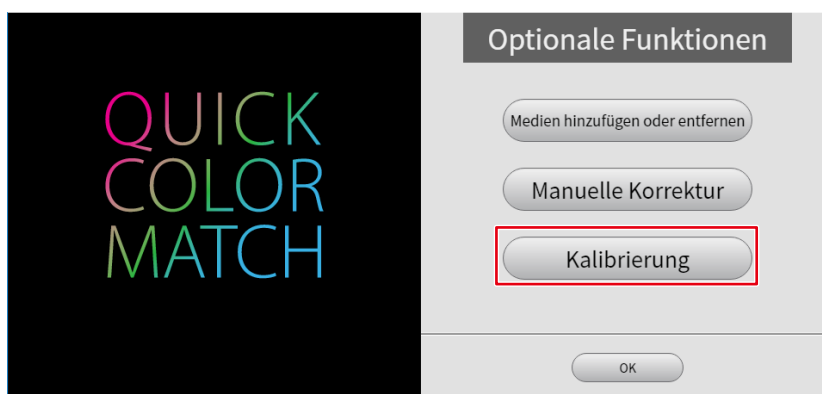 QUICK
COLOR
MATCH
Optionale Funktionen
Medien hinzufügen oder entfernen
Manuelle Korrektur
Kalibrierung
OK